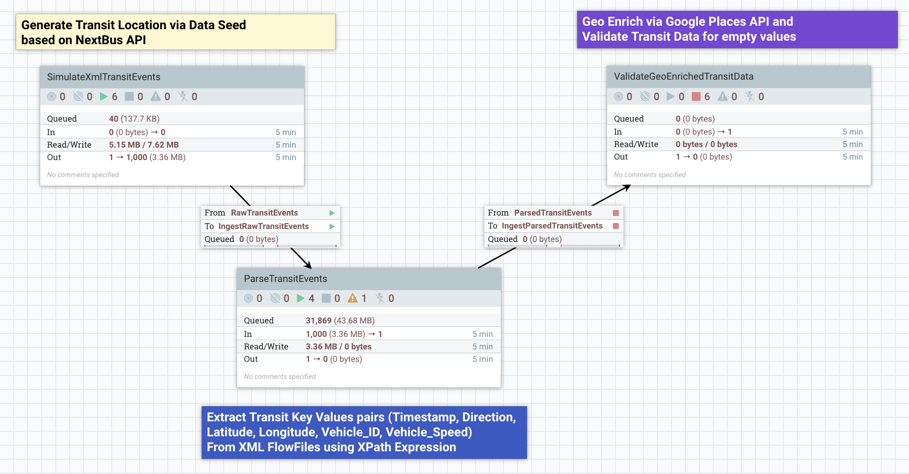 Generate Transit Location via Data Seed
based on NextBus API
Geo Enrich via Google Places API and
Validate Transit Data for empty values
SimulateXmlTransitEvents
0 0 6 0 0 0
Queued 40 (137.7 KB)
In 0 (0 bytes) → 0 5 min
Read/Write 5.15 MB / 7.62 MB 5 min
Out 1 → 1,000 (3.36 MB) 5 min
No comments specified
ValidateGeoEnrichedTransitData
0 0 0 6 0 0
Queued 0 (0 bytes)
In 0 (0 bytes) → 1 5 min
Read/Write 0 bytes / 0 bytes 5 min
Out 1 → 0 (0 bytes) 5 min
No comments specified
From RawTransitEvents
To IngestRawTransitEvents
Queued 0 (0 bytes)
From ParsedTransitEvents
To IngestParsedTransitEvents
Queued 0 (0 bytes)
ParseTransitEvents
0 0 4 0 1 0
Queued 31,869 (43.68 MB)
In 1,000 (3.36 MB) → 1 5 min
Read/Write 3.36 MB / 0 bytes 5 min
Out 1 → 0 (0 bytes) 5 min
No comments specified
Extract Transit Key Values pairs (Timestamp, Direction,
Latitude, Longitude, Vehicle_ID, Vehicle_Speed)
From XML FlowFiles using XPath Expression